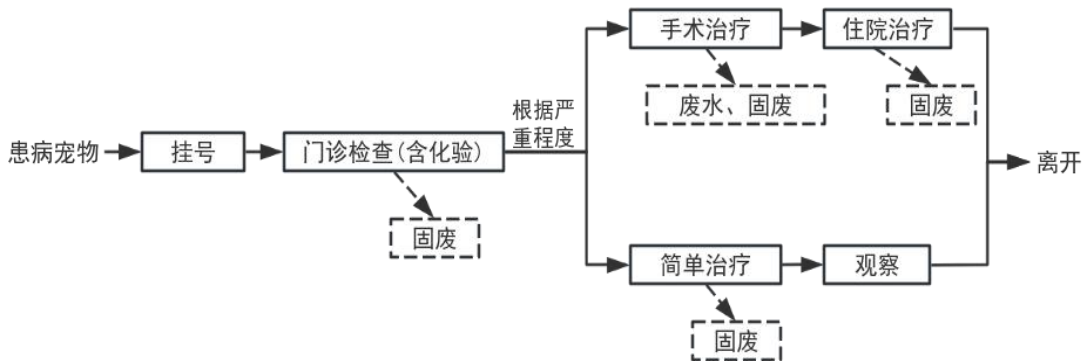 手术治疗
住院治疗
废水、固废
固废
根据严
重程度
患病宠物
挂号
门诊检查(含化验)
离开
固废
简单治疗
观察
固废